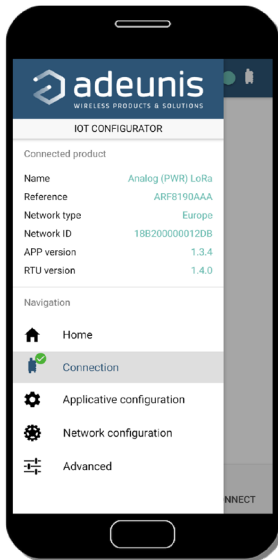 adeunis
WIRELESS PRODUCTS & SOLUTIONS
IOT CONFIGURATOR
Connected product
Name Analog (PWR) LoRa
Reference ARF8190AAA
Network type Europe
Network ID 18B200000012DB
APP version 1.3.4
RTU version 1.4.0
Navigation
Home
Connection
Applicative configuration
Network configuration
Advanced
NNECT